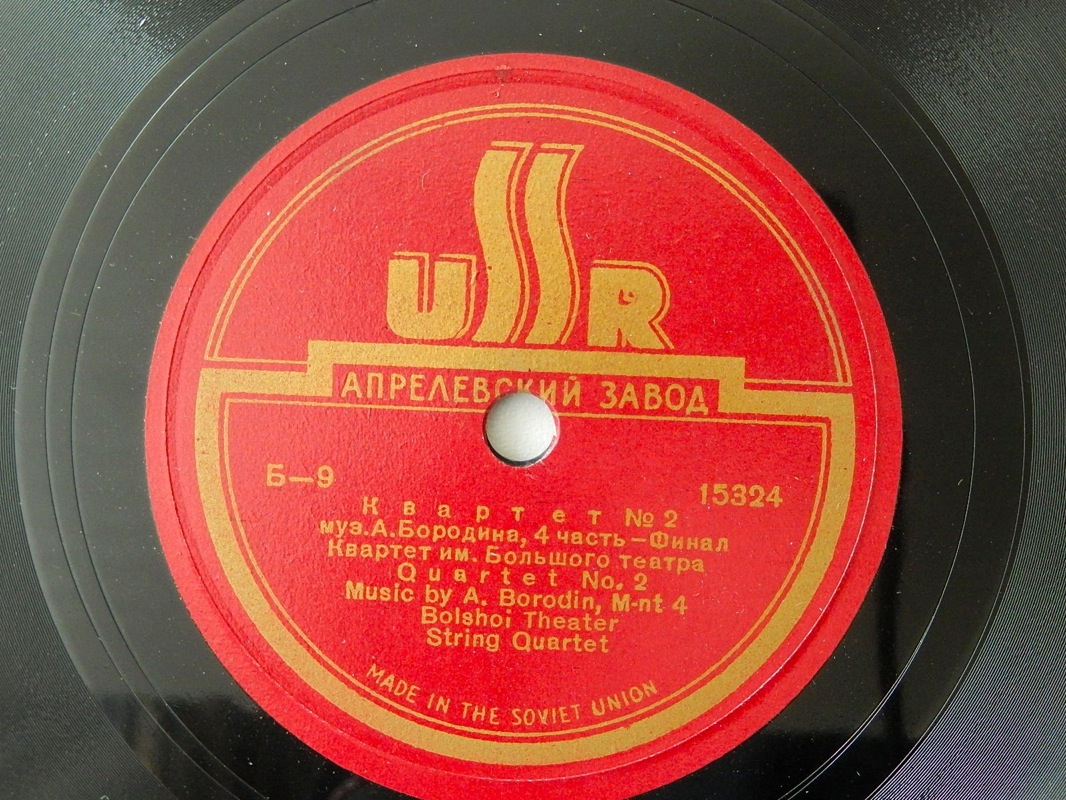 USSR
АПРЕЛЕВСКИЙ ЗАВОД
Б—9
15324
Квартет № 2
муз.А.Бородина, 4 часть—Финал
Квартет им. Большого театра
Quartet No. 2
Music by A. Borodin, M-nt 4
Bolshoi Theater
String Quartet
MADE IN THE SOVIET UNION